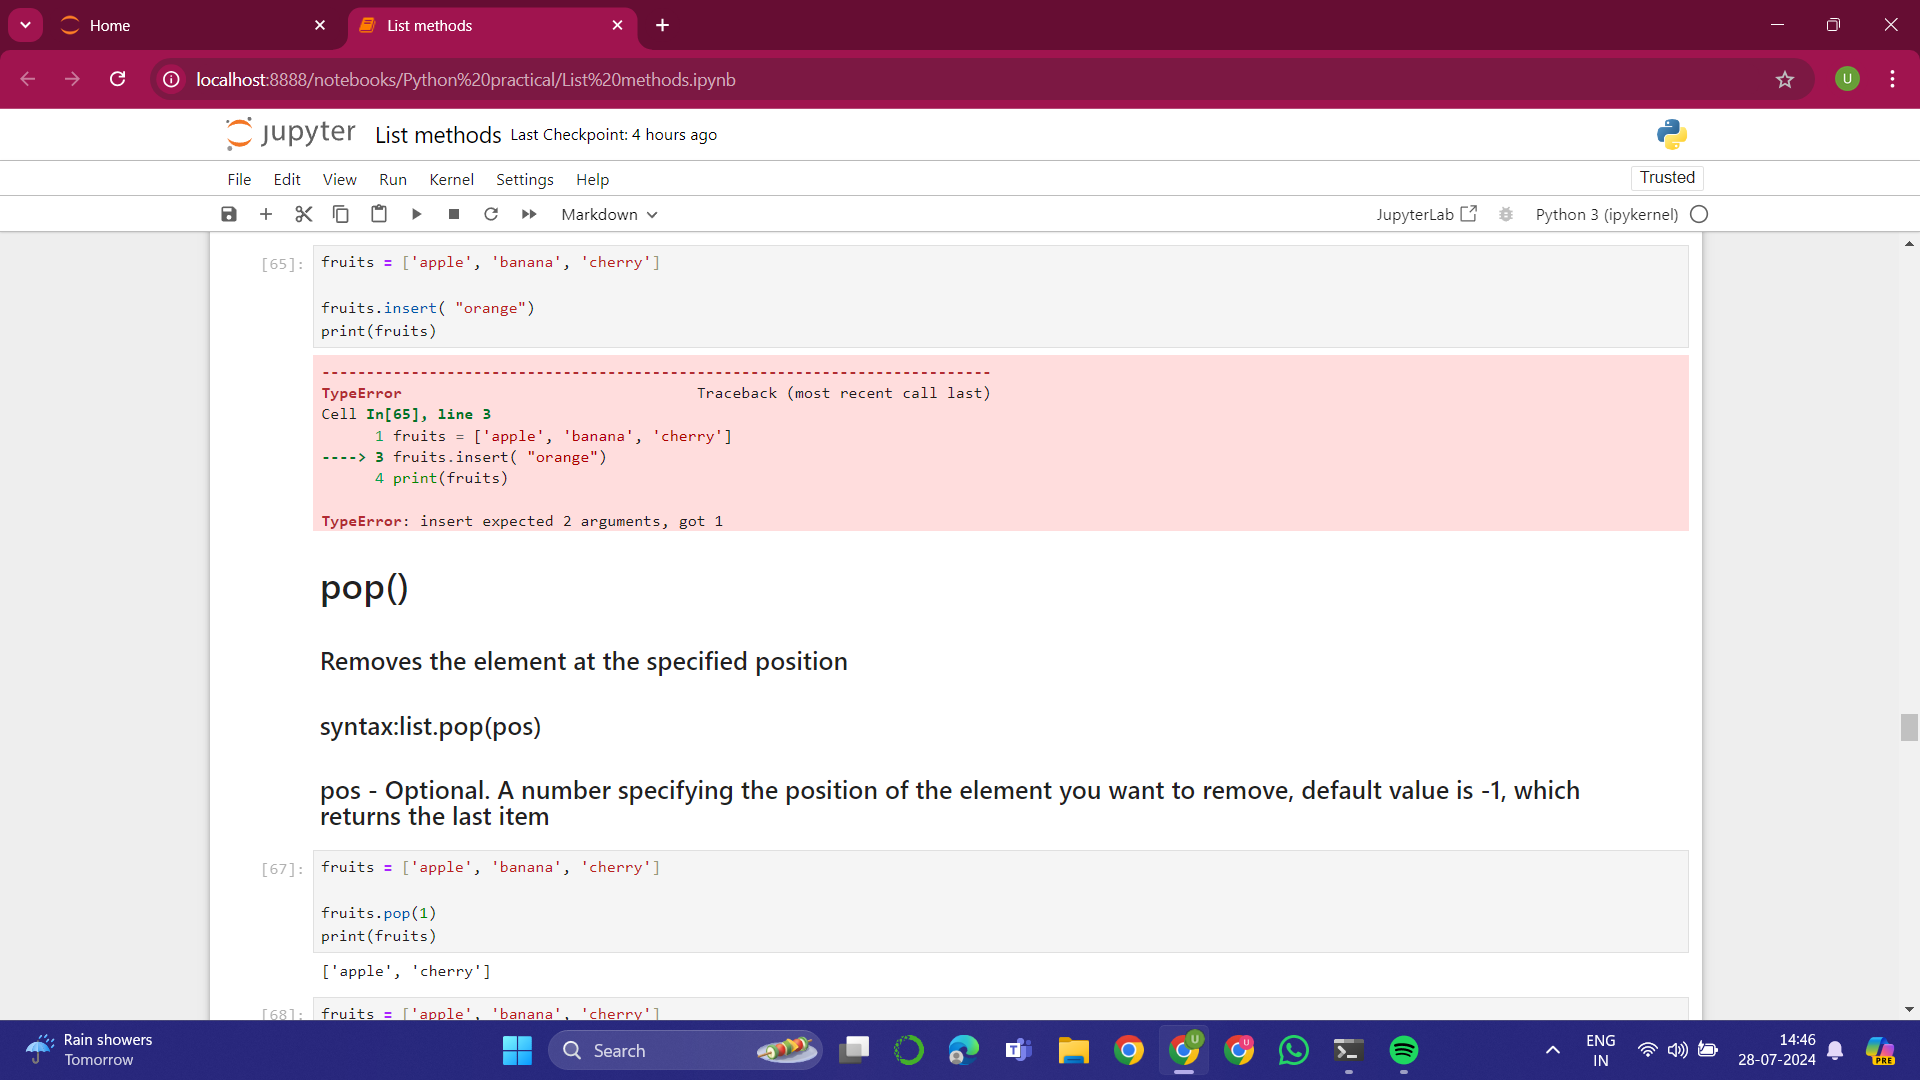 Home
List methods
localhost:8888/notebooks/Python%20practical/List%20methods.ipynb
U
jupyter List methods Last Checkpoint: 4 hours ago
File Edit View Run Kernel Settings Help
Trusted
Markdown
JupyterLab
Python 3 (ipykernel)
[65]: fruits = ['apple', 'banana', 'cherry']
fruits.insert( "orange")
print(fruits)
---------------------------------------------------------------------------
TypeError                                 Traceback (most recent call last)
Cell In[65], line 3
1 fruits = ['apple', 'banana', 'cherry']
----> 3 fruits.insert( "orange")
4 print(fruits)
TypeError: insert expected 2 arguments, got 1
pop()
Removes the element at the specified position
syntax:list.pop(pos)
pos - Optional. A number specifying the position of the element you want to remove, default value is -1, which
returns the last item
[67]: fruits = ['apple', 'banana', 'cherry']
fruits.pop(1)
print(fruits)
['apple', 'cherry']
[68]: fruits = ['apple', 'banana', 'cherry']
Rain showers
Tomorrow
Search
ENG
IN
14:46
28-07-2024
PRE